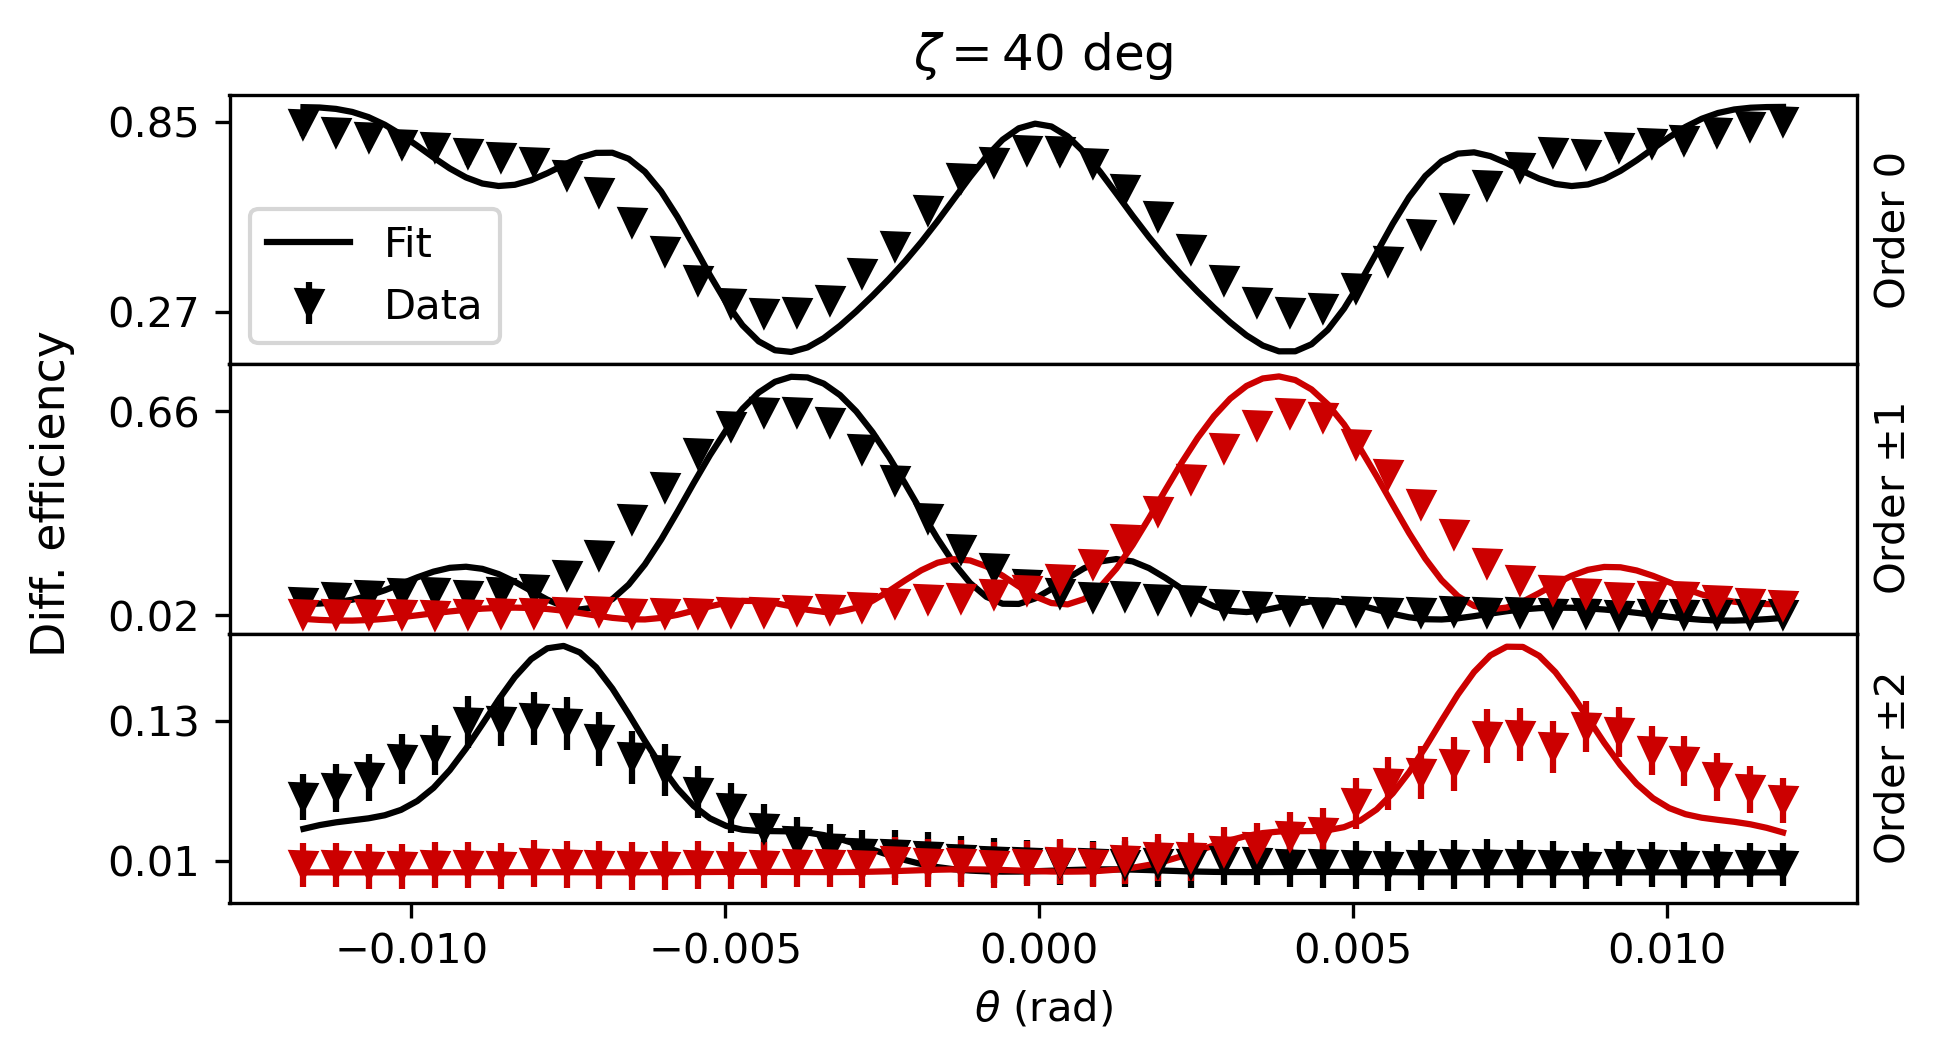 ζ = 40 deg
0.85
0.27
Fit
Data
Order 0
Diff. efficiency
0.66
0.02
Order ±1
0.13
0.01
Order ±2
−0.010 −0.005 0.000 0.005 0.010
θ (rad)